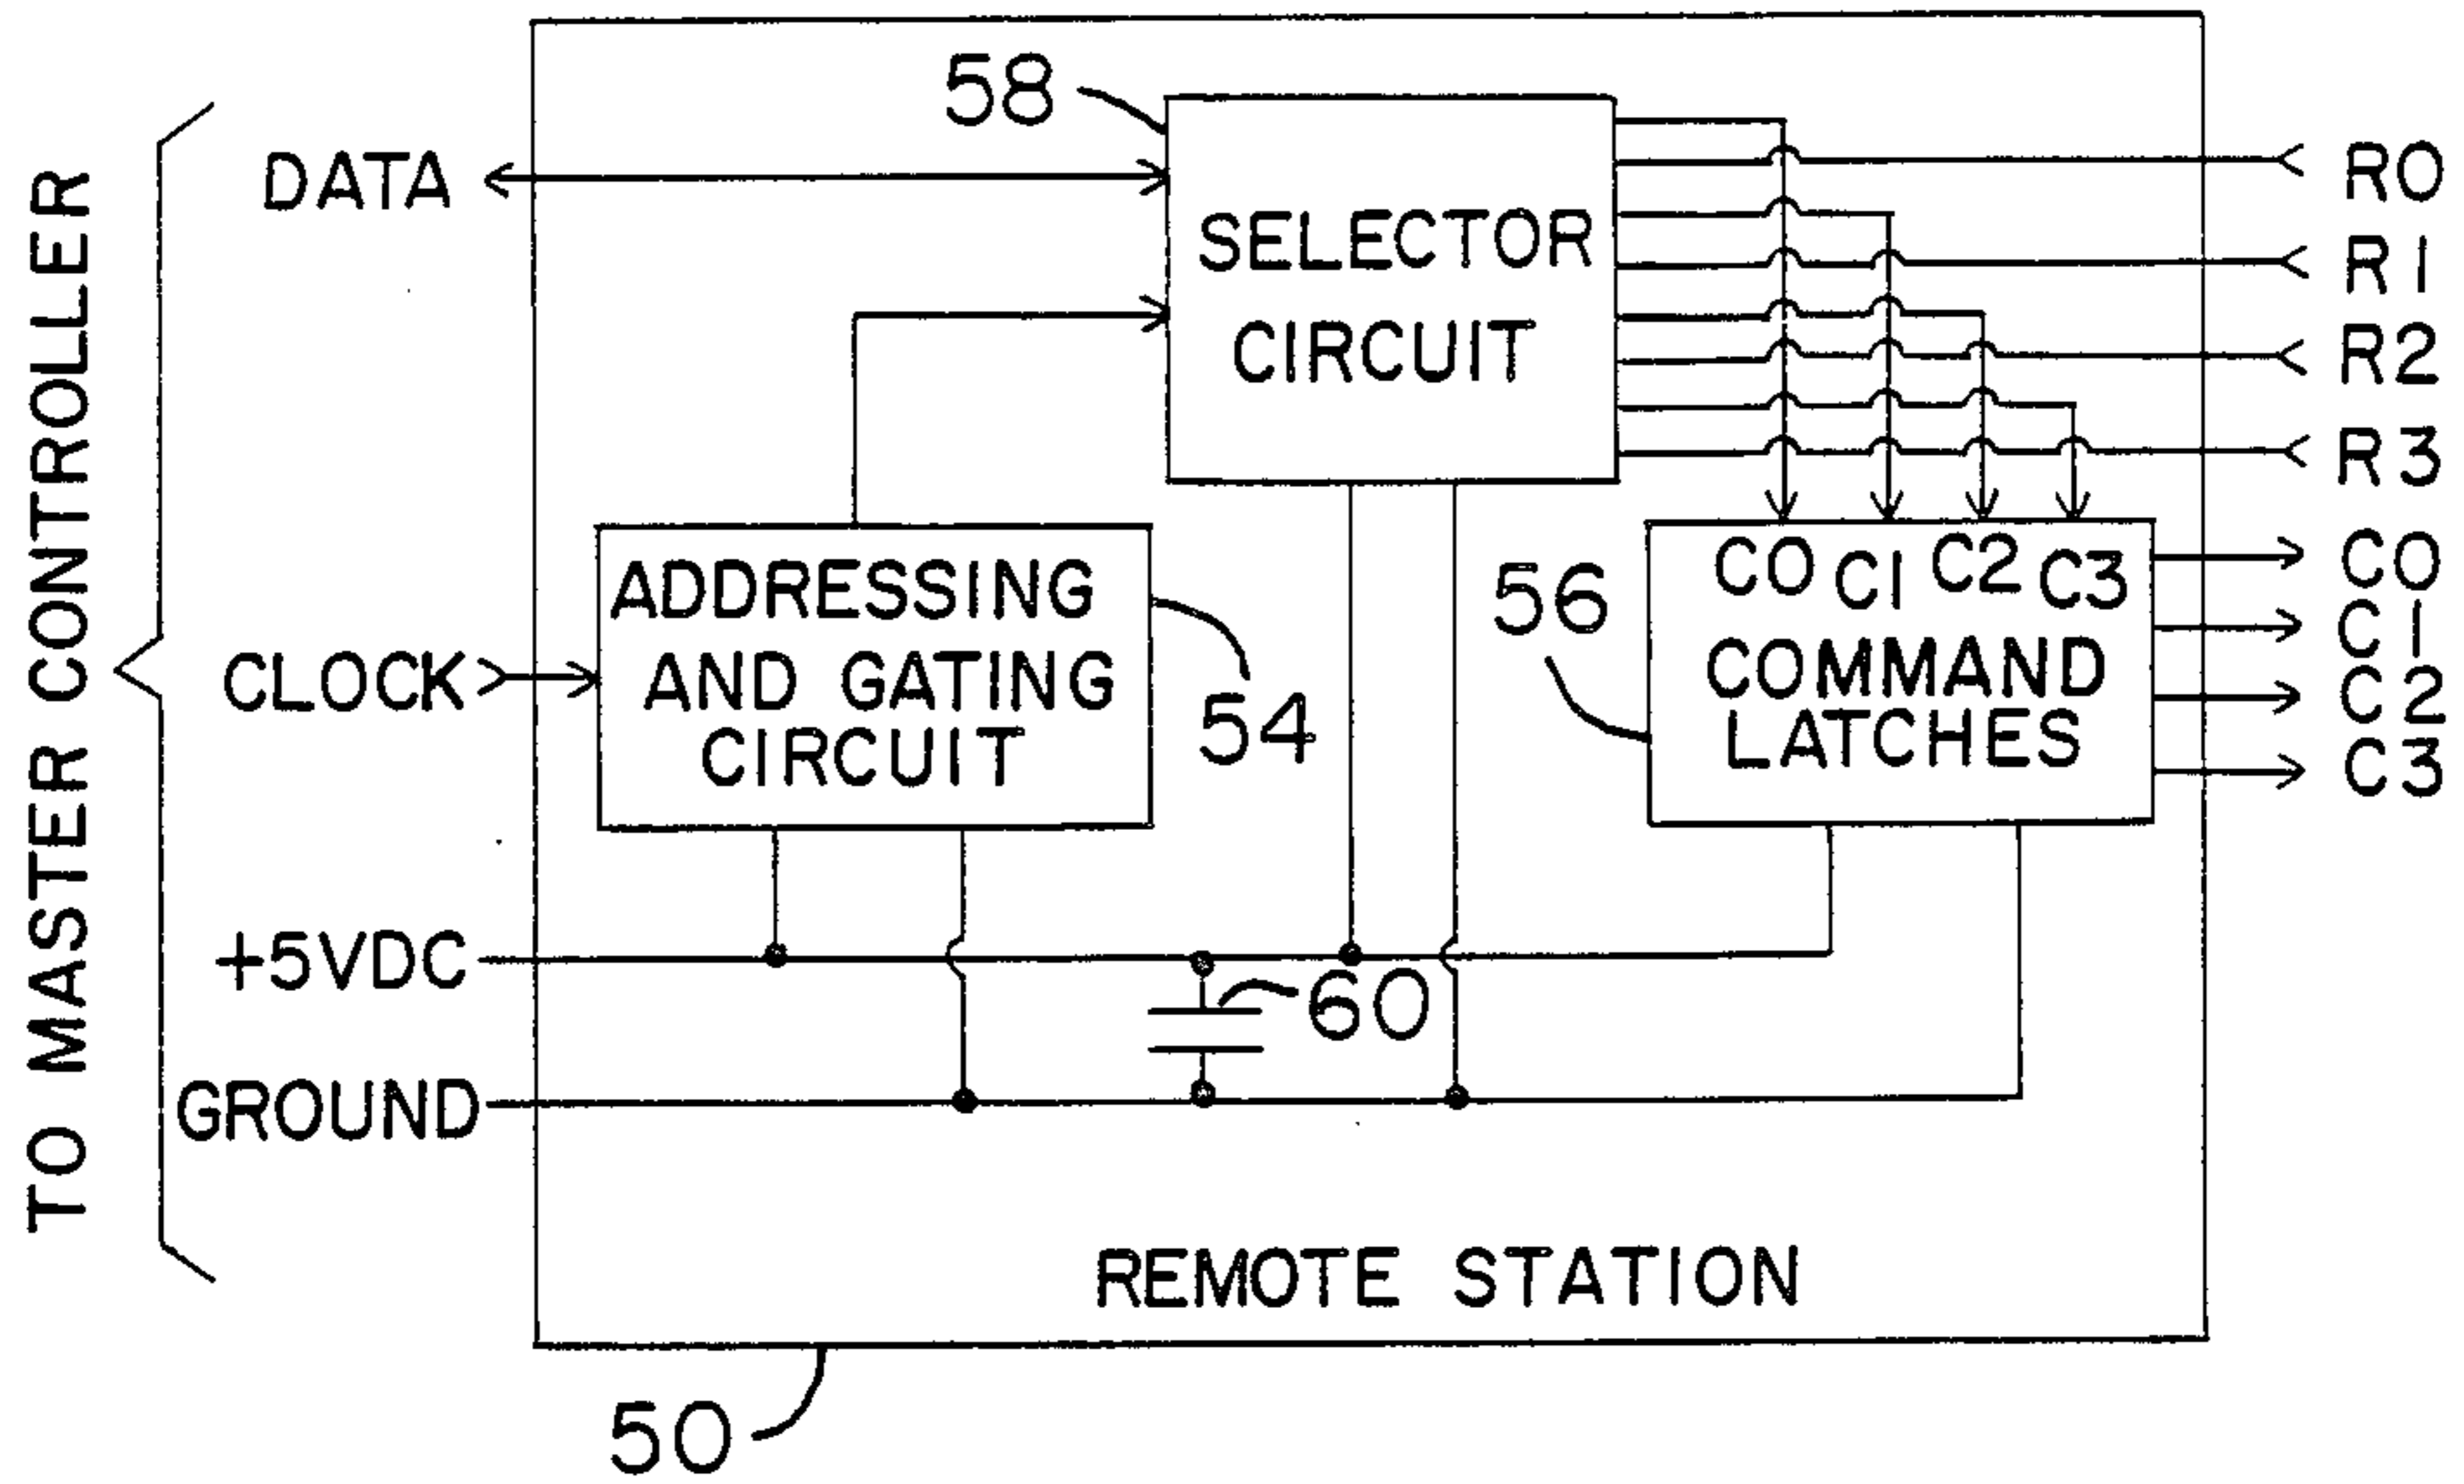 TO MASTER CONTROLLER
DATA
CLOCK
+5VDC
GROUND
58
SELECTOR
CIRCUIT
R0
R1
R2
R3
ADDRESSING
AND GATING
CIRCUIT
54
56
C0 C1 C2 C3
COMMAND
LATCHES
C0
C1
C2
C3
60
REMOTE STATION
50